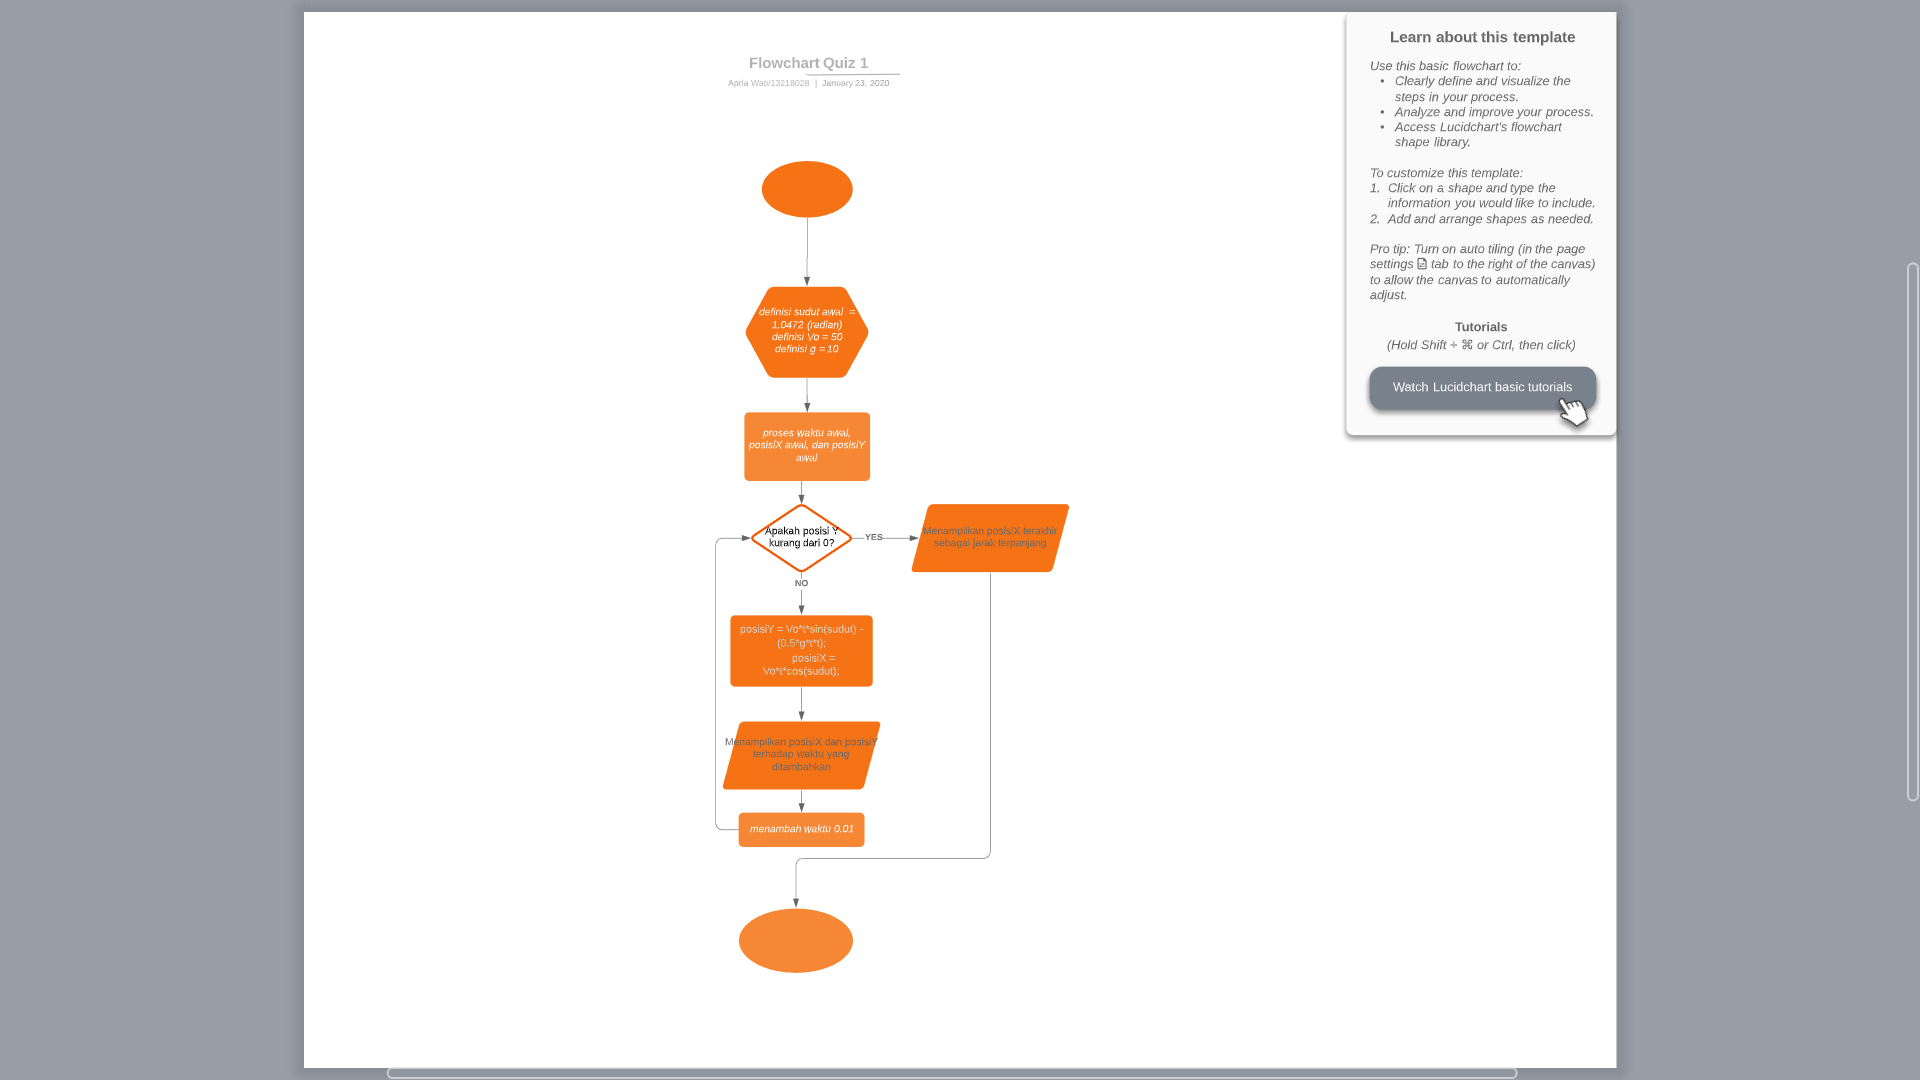 Flowchart Quiz 1
Apria Wati/13218028 | January 23, 2020
definisi sudut awal =
1.0472 (radian)
definisi Vo = 50
definisi g = 10
proses waktu awal,
posisiX awal, dan posisiY
awal
Apakah posisi Y
kurang dari 0?
YES
Menampilkan posisiX terakhir
sebagai jarak terpanjang
NO
posisiY = Vo*t*sin(sudut) -
(0.5*g*t*t);
posisiX =
Vo*t*cos(sudut);
Menampilkan posisiX dan posisiY
terhadap waktu yang
ditambahkan
menambah waktu 0.01
Learn about this template
Use this basic flowchart to:
• Clearly define and visualize the
steps in your process.
• Analyze and improve your process.
• Access Lucidchart's flowchart
shape library.
To customize this template:
1. Click on a shape and type the
information you would like to include.
2. Add and arrange shapes as needed.
Pro tip: Turn on auto tiling (in the page
settings tab to the right of the canvas)
to allow the canvas to automatically
adjust.
Tutorials
(Hold Shift + ⌘ or Ctrl, then click)
Watch Lucidchart basic tutorials